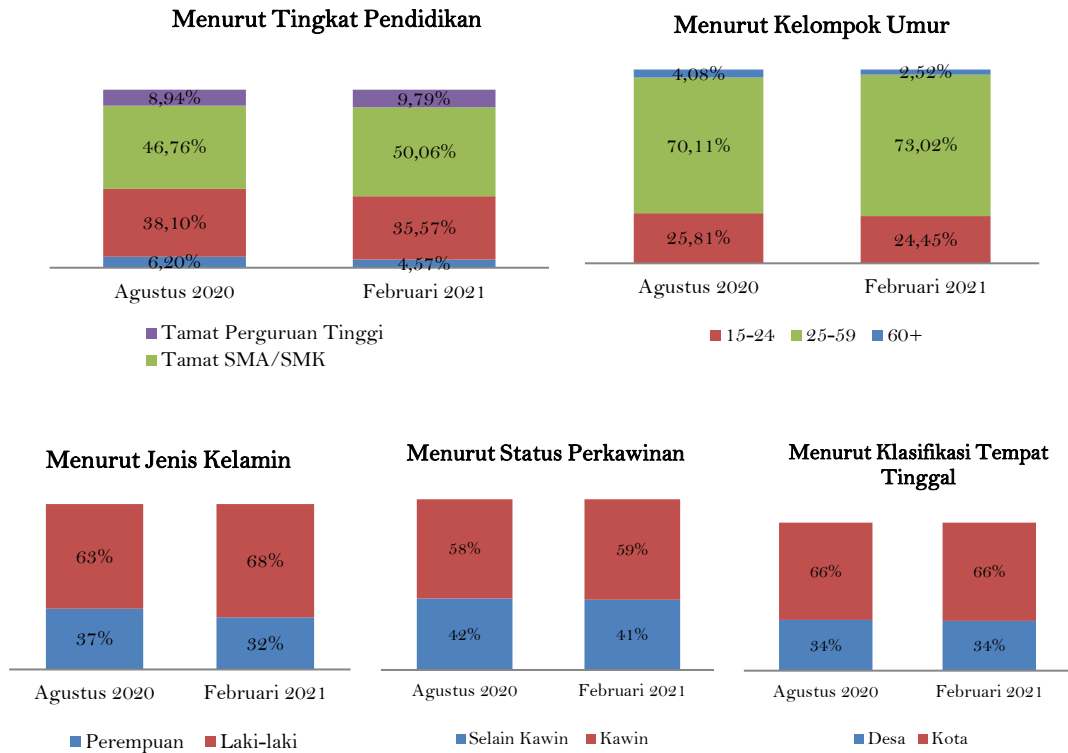 Menurut Tingkat Pendidikan
8,94%
9,79%
46,76%
50,06%
38,10%
35,57%
6,20%
4,57%
Agustus 2020
Februari 2021
Tamat Perguruan Tinggi
Tamat SMA/SMK
Menurut Kelompok Umur
4,08%
2,52%
70,11%
73,02%
25,81%
24,45%
Agustus 2020
Februari 2021
15-24 25-59 60+
Menurut Jenis Kelamin
63%
68%
37%
32%
Agustus 2020
Februari 2021
Perempuan Laki-laki
Menurut Status Perkawinan
58%
59%
42%
41%
Agustus 2020
Februari 2021
Selain Kawin Kawin
Menurut Klasifikasi Tempat
Tinggal
66%
66%
34%
34%
Agustus 2020
Februari 2021
Desa Kota